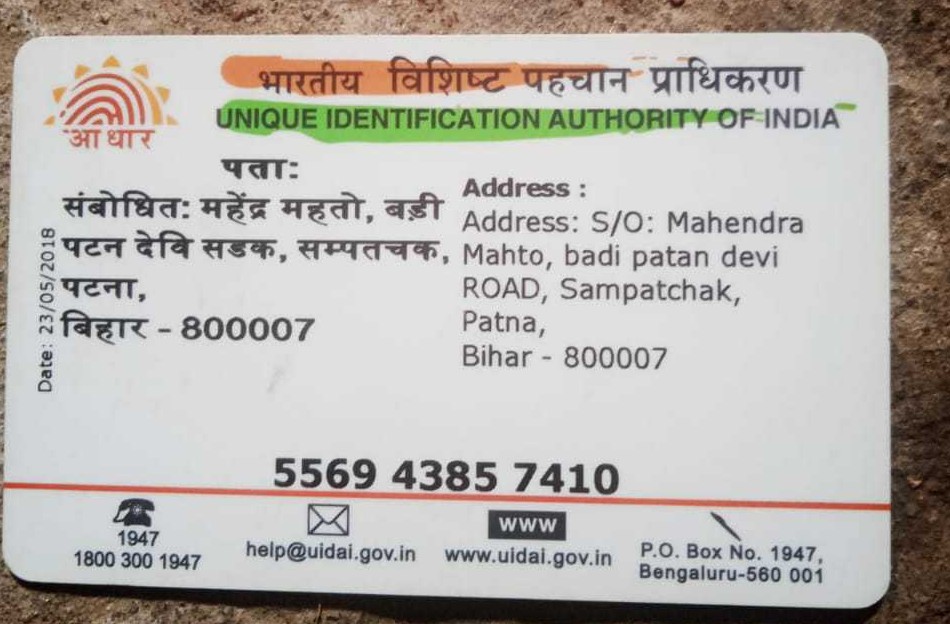 भारतीय विशिष्ट पहचान प्राधिकरण
UNIQUE IDENTIFICATION AUTHORITY OF INDIA
आधार
पता:
संबोधित: महेंद्र महतो, बड़ी
पटन देवि सडक, सम्पतचक,
पटना,
बिहार - 800007
Address :
Address: S/O: Mahendra
Mahto, badi patan devi
ROAD, Sampatchak,
Patna,
Bihar - 800007
Date: 23/05/2018
5569 4385 7410
1947
1800 300 1947
help@uidai.gov.in
www
www.uidai.gov.in
P.O. Box No. 1947,
Bengaluru-560 001